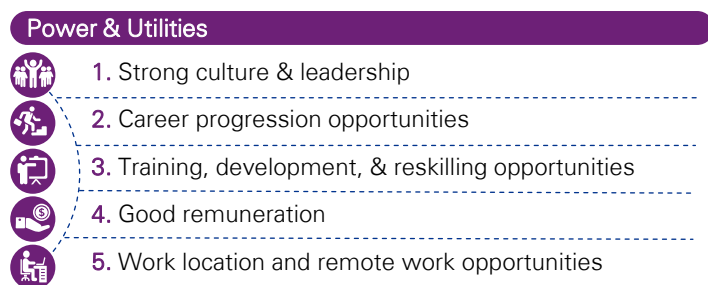 Power & Utilities
1. Strong culture & leadership
2. Career progression opportunities
3. Training, development, & reskilling opportunities
4. Good remuneration
5. Work location and remote work opportunities